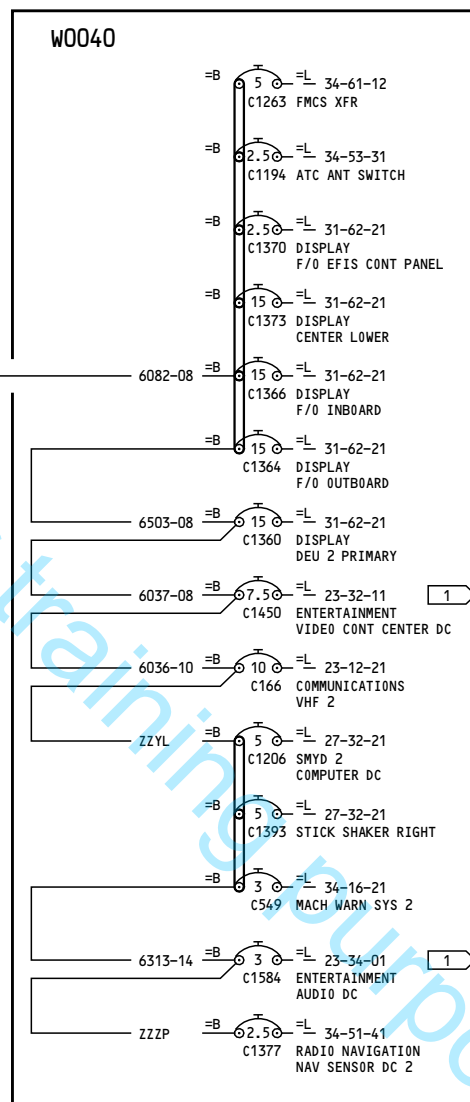 W0040
=B 5 =L 34-61-12
C1263 FMCS XFR
=B 2.5 =L 34-53-31
C1194 ATC ANT SWITCH
=B 2.5 =L 31-62-21
C1370 DISPLAY
F/O EFIS CONT PANEL
=B 15 =L 31-62-21
C1373 DISPLAY
CENTER LOWER
6082-08 =B 15 =L 31-62-21
C1366 DISPLAY
F/O INBOARD
=B 15 =L 31-62-21
C1364 DISPLAY
F/O OUTBOARD
6503-08 =B 15 =L 31-62-21
C1360 DISPLAY
DEU 2 PRIMARY
6037-08 =B 7.5 =L 23-32-11 1
C1450 ENTERTAINMENT
VIDEO CONT CENTER DC
6036-10 =B 10 =L 23-12-21
C166 COMMUNICATIONS
VHF 2
ZZYL =B 5 =L 27-32-21
C1206 SMYD 2
COMPUTER DC
=B 5 =L 27-32-21
C1393 STICK SHAKER RIGHT
=B 3 =L 34-16-21
C549 MACH WARN SYS 2
6313-14 =B 3 =L 23-34-01 1
C1584 ENTERTAINMENT
AUDIO DC
ZZZP =B 2.5 =L 34-51-41
C1377 RADIO NAVIGATION
NAV SENSOR DC 2
training purpo